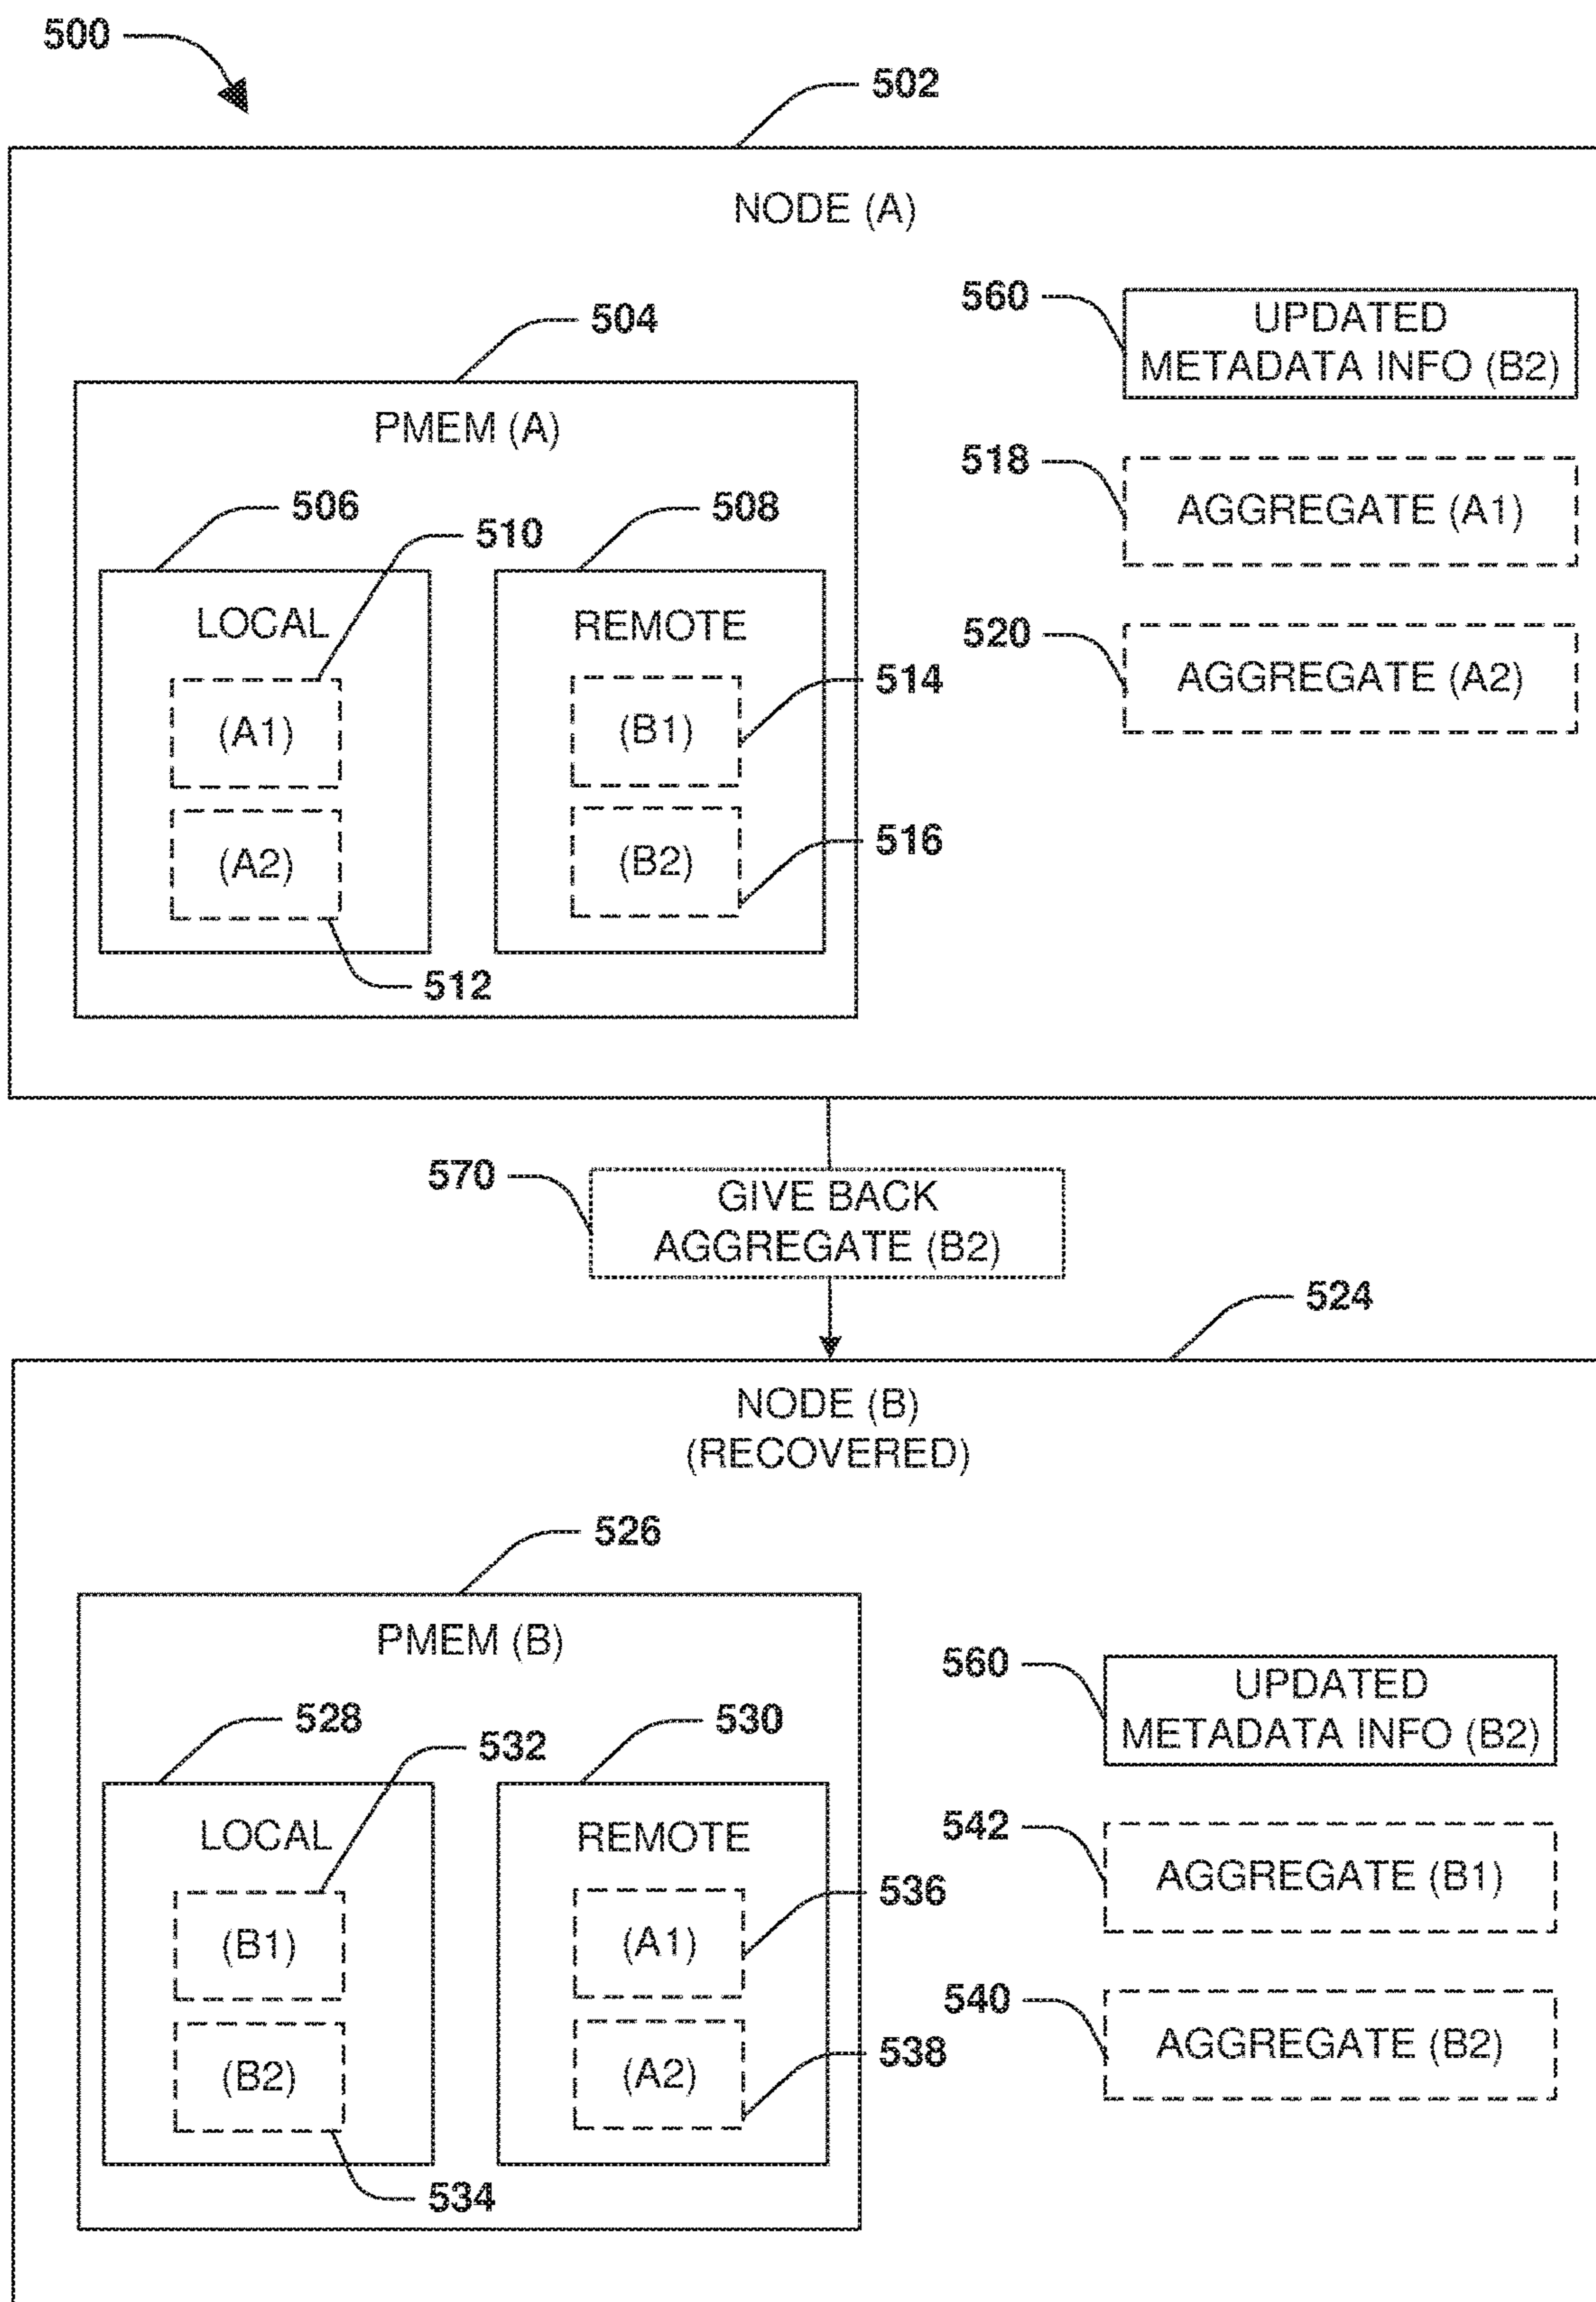 500
502
NODE (A)
560
UPDATED
METADATA INFO (B2)
504
PMEM (A)
518
AGGREGATE (A1)
506
510
508
LOCAL
REMOTE
520
AGGREGATE (A2)
514
(A1)
(B1)
516
(A2)
(B2)
512
570
GIVE BACK
AGGREGATE (B2)
524
NODE (B)
(RECOVERED)
526
PMEM (B)
560
UPDATED
METADATA INFO (B2)
528
532
530
542
AGGREGATE (B1)
LOCAL
REMOTE
536
(B1)
(A1)
540
AGGREGATE (B2)
538
(B2)
(A2)
534